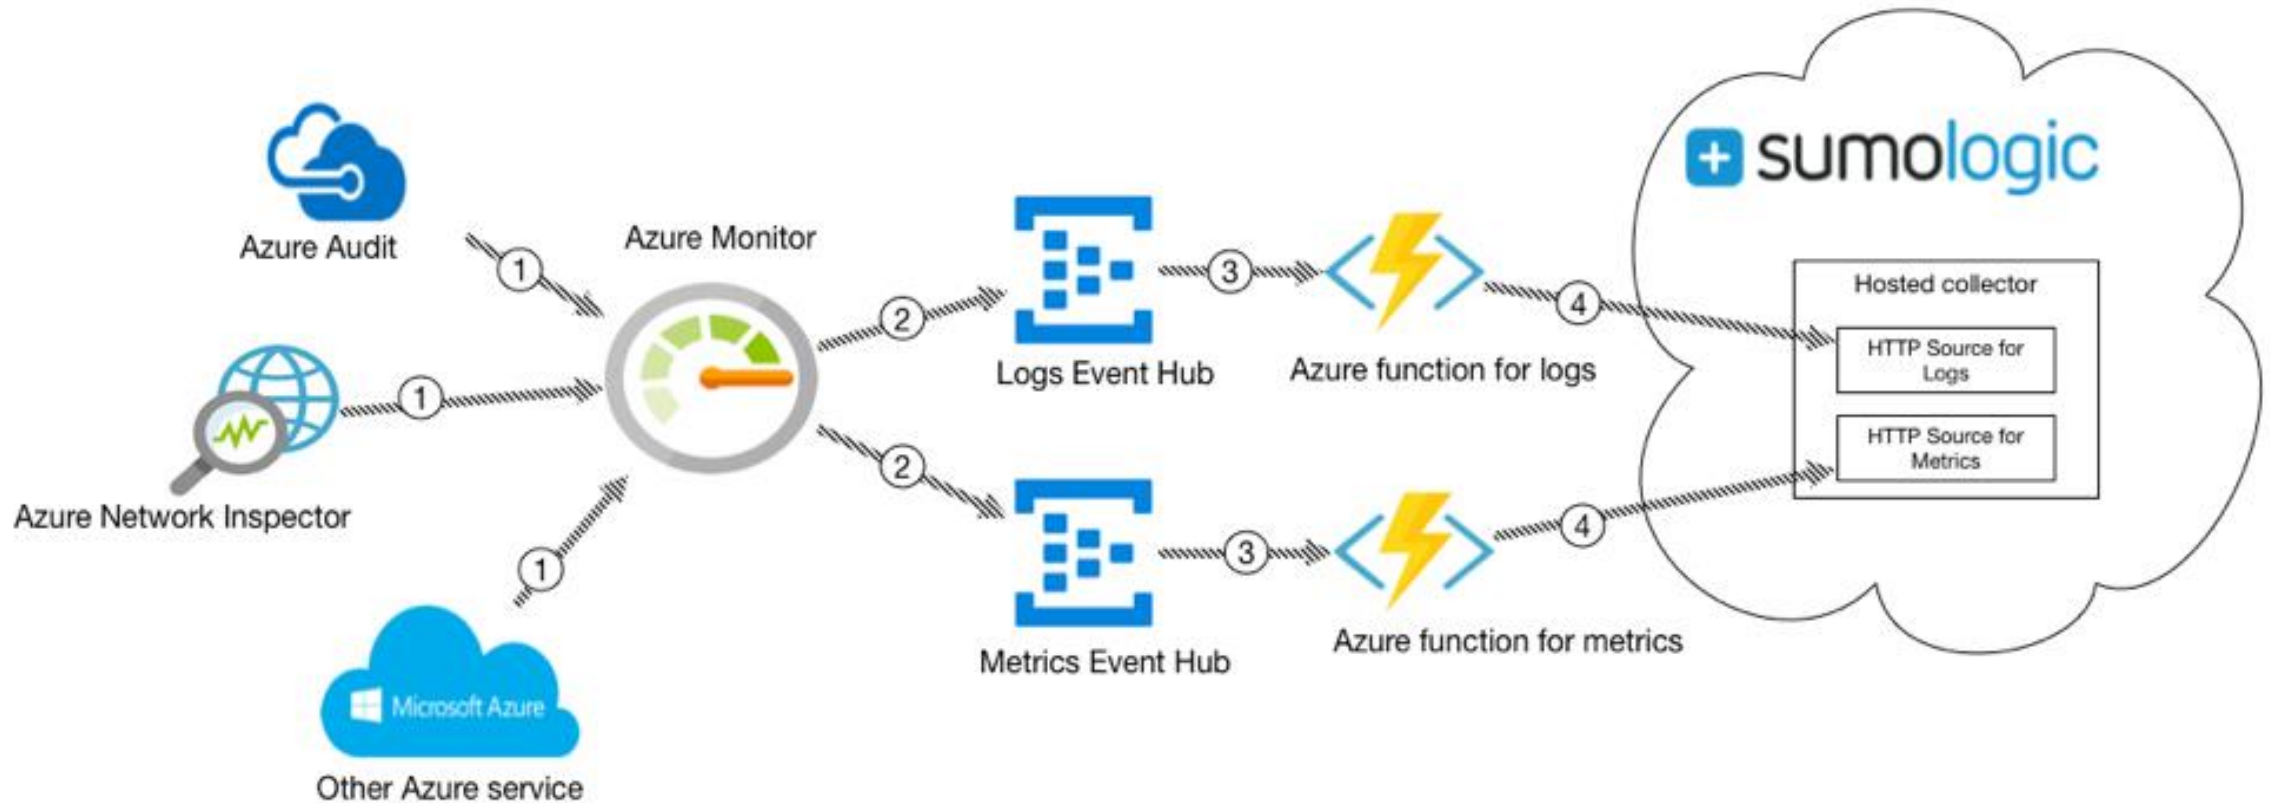 Azure Audit
1
Azure Network Inspector
1
Microsoft Azure
Other Azure service
1
Azure Monitor
2
2
Logs Event Hub
Metrics Event Hub
3
3
Azure function for logs
Azure function for metrics
4
4
sumologic
Hosted collector
HTTP Source for
Logs
HTTP Source for
Metrics